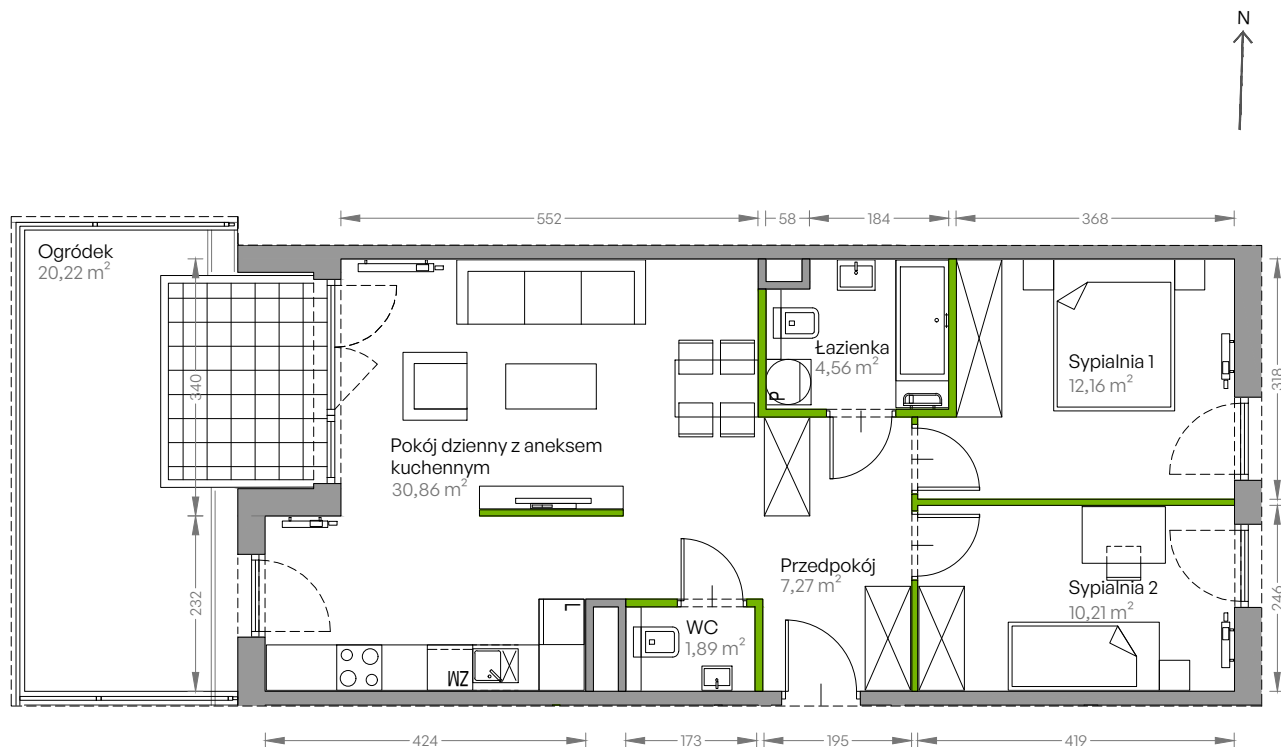 N
552
58
184
368
Ogródek
20,22 m²
340
Łazienka
4,56 m²
P
Sypialnia 1
12,16 m²
318
Pokój dzienny z aneksem
kuchennym
30,86 m²
232
Przedpokój
7,27 m²
Sypialnia 2
10,21 m²
246
L
WC
1,89 m²
ZM
424
173
195
419